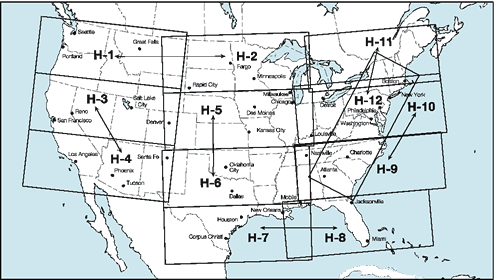 Seattle
Portland
H-1
Great Falls
H-2
Fargo
Minneapolis
Rapid City
Milwaukee
Chicago
Detroit
H-11
Boston
New York
H-12
H-10
Philadelphia
Washington
H-3
Reno
San Francisco
Salt Lake
City
Denver
H-5
Des Moines
Kansas City
Louisville
H-4
Los Angeles
Phoenix
Tucson
Santa Fe
Oklahoma
City
H-6
Dallas
Nashville
Charlotte
Atlanta
H-9
Mobile
Jacksonville
New Orleans
Houston
Corpus Christi
H-7
H-8
Miami